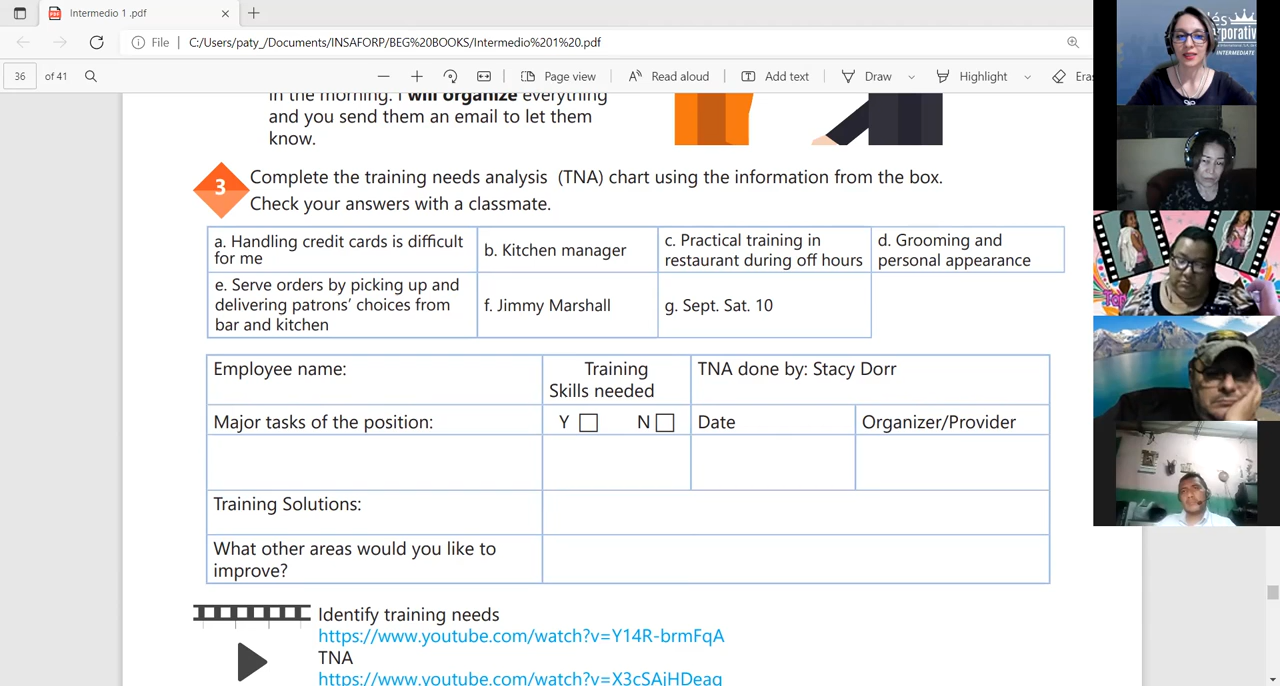 Intermedio 1 .pdf
File
C:/Users/paty_/Documents/INSAFORP/BEG%20BOOKS/Intermedio%201%20.pdf
36 of 41
Page view
Read aloud
Add text
Draw
Highlight
in the morning. I will organize everything
and you send them an email to let them
know.
3
Complete the training needs analysis (TNA) chart using the information from the box.
Check your answers with a classmate.
a. Handling credit cards is difficult
for me
b. Kitchen manager
c. Practical training in
restaurant during off hours
d. Grooming and
personal appearance
e. Serve orders by picking up and
delivering patrons’ choices from
bar and kitchen
f. Jimmy Marshall
g. Sept. Sat. 10
Employee name:
Training
Skills needed
TNA done by: Stacy Dorr
Major tasks of the position:
Y N
Date
Organizer/Provider
Training Solutions:
What other areas would you like to
improve?
Identify training needs
https://www.youtube.com/watch?v=Y14R-brmFqA
TNA
https://www.youtube.com/watch?v=X3cSAjHDeag
INTERMEDIATE